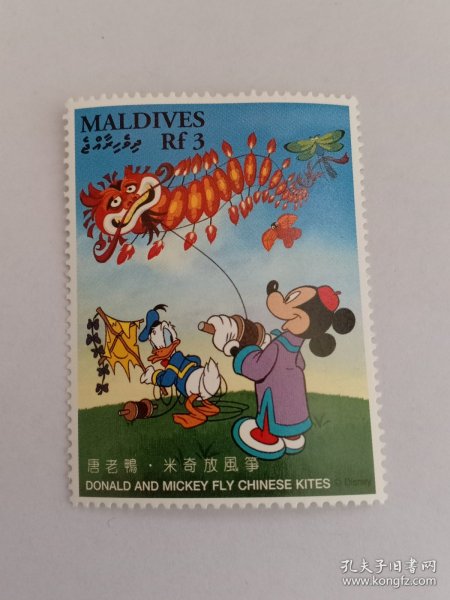 MALDIVES
ދިވެހިރާއްޖެ Rf 3
唐老鴨·米奇放風箏
DONALD AND MICKEY FLY CHINESE KITES © Disney
孔夫子旧书网
www.kongfz.com